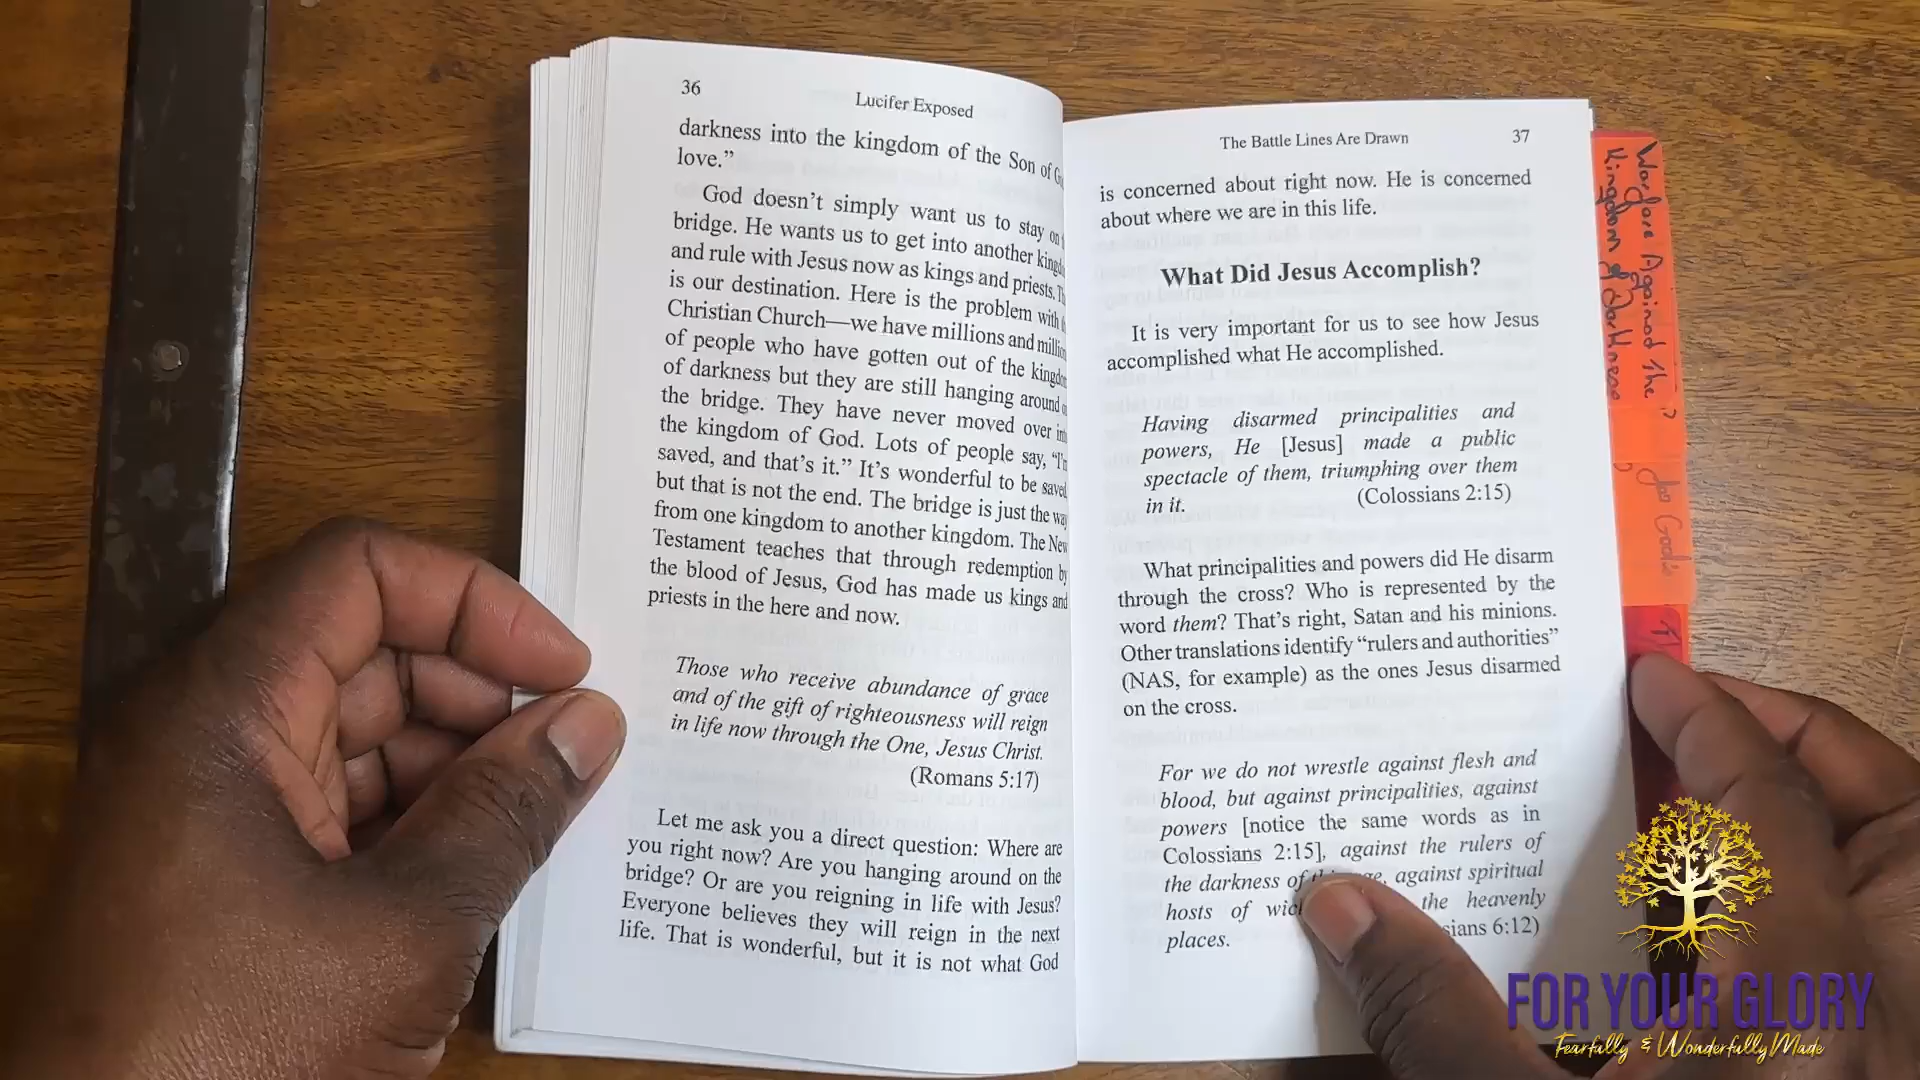 36
Lucifer Exposed
darkness into the kingdom of the Son of
love.”
God doesn’t simply want us to stay on
bridge. He wants us to get into another
and rule with Jesus now as kings and priests.
is our destination. Here is the problem with
Christian Church—we have millions and
of people who have gotten out of the
of darkness but they are still hanging around
the bridge. They have never moved over
the kingdom of God. Lots of people say,
saved, and that’s it.” It’s wonderful to be
but that is not the end. The bridge is just the
from one kingdom to another kingdom. The New
Testament teaches that through redemption by
the blood of Jesus, God has made us kings and
priests in the here and now.
Those who receive abundance of grace
and of the gift of righteousness will reign
in life now through the One, Jesus Christ.
(Romans 5:17)
Let me ask you a direct question: Where are
you right now? Are you hanging around on the
bridge? Or are you reigning in life with Jesus?
Everyone believes they will reign in the next
life. That is wonderful, but it is not what God
The Battle Lines Are Drawn
37
is concerned about right now. He is concerned
about where we are in this life.
What Did Jesus Accomplish?
It is very important for us to see how Jesus
accomplished what He accomplished.
Having disarmed principalities and
powers, He [Jesus] made a public
spectacle of them, triumphing over them
in it. (Colossians 2:15)
What principalities and powers did He disarm
through the cross? Who is represented by the
word them? That’s right, Satan and his minions.
Other translations identify “rulers and authorities”
(NAS, for example) as the ones Jesus disarmed
on the cross.
For we do not wrestle against flesh and
blood, but against principalities, against
powers [notice the same words as in
Colossians 2:15], against the rulers of
the darkness of against spiritual
hosts of the heavenly
places. 6:12)
Warfare Against the
Kingdom of darkness
God's
FOR YOUR GLORY
Fearfully & Wonderfully Made